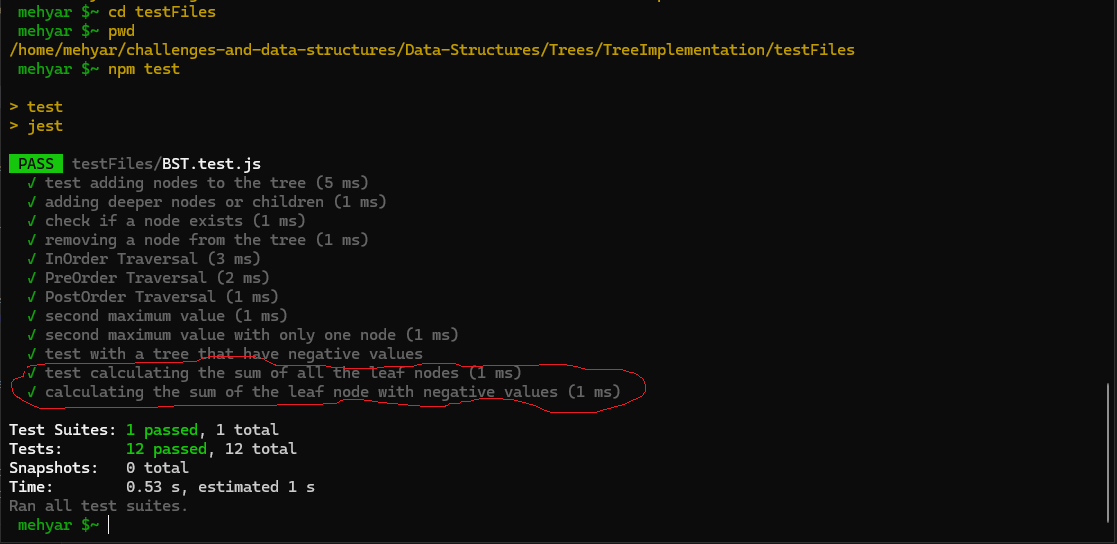 mehyar $~ cd testFiles
mehyar $~ pwd
/home/mehyar/challenges-and-data-structures/Data-Structures/Trees/TreeImplementation/testFiles
mehyar $~ npm test
> test
> jest
PASS testFiles/BST.test.js
✓ test adding nodes to the tree (5 ms)
✓ adding deeper nodes or children (1 ms)
✓ check if a node exists (1 ms)
✓ removing a node from the tree (1 ms)
✓ InOrder Traversal (3 ms)
✓ PreOrder Traversal (2 ms)
✓ PostOrder Traversal (1 ms)
✓ second maximum value (1 ms)
✓ second maximum value with only one node (1 ms)
✓ test with a tree that have negative values
✓ test calculating the sum of all the leaf nodes (1 ms)
✓ calculating the sum of the leaf node with negative values (1 ms)
Test Suites: 1 passed, 1 total
Tests: 12 passed, 12 total
Snapshots: 0 total
Time: 0.53 s, estimated 1 s
Ran all test suites.
mehyar $~